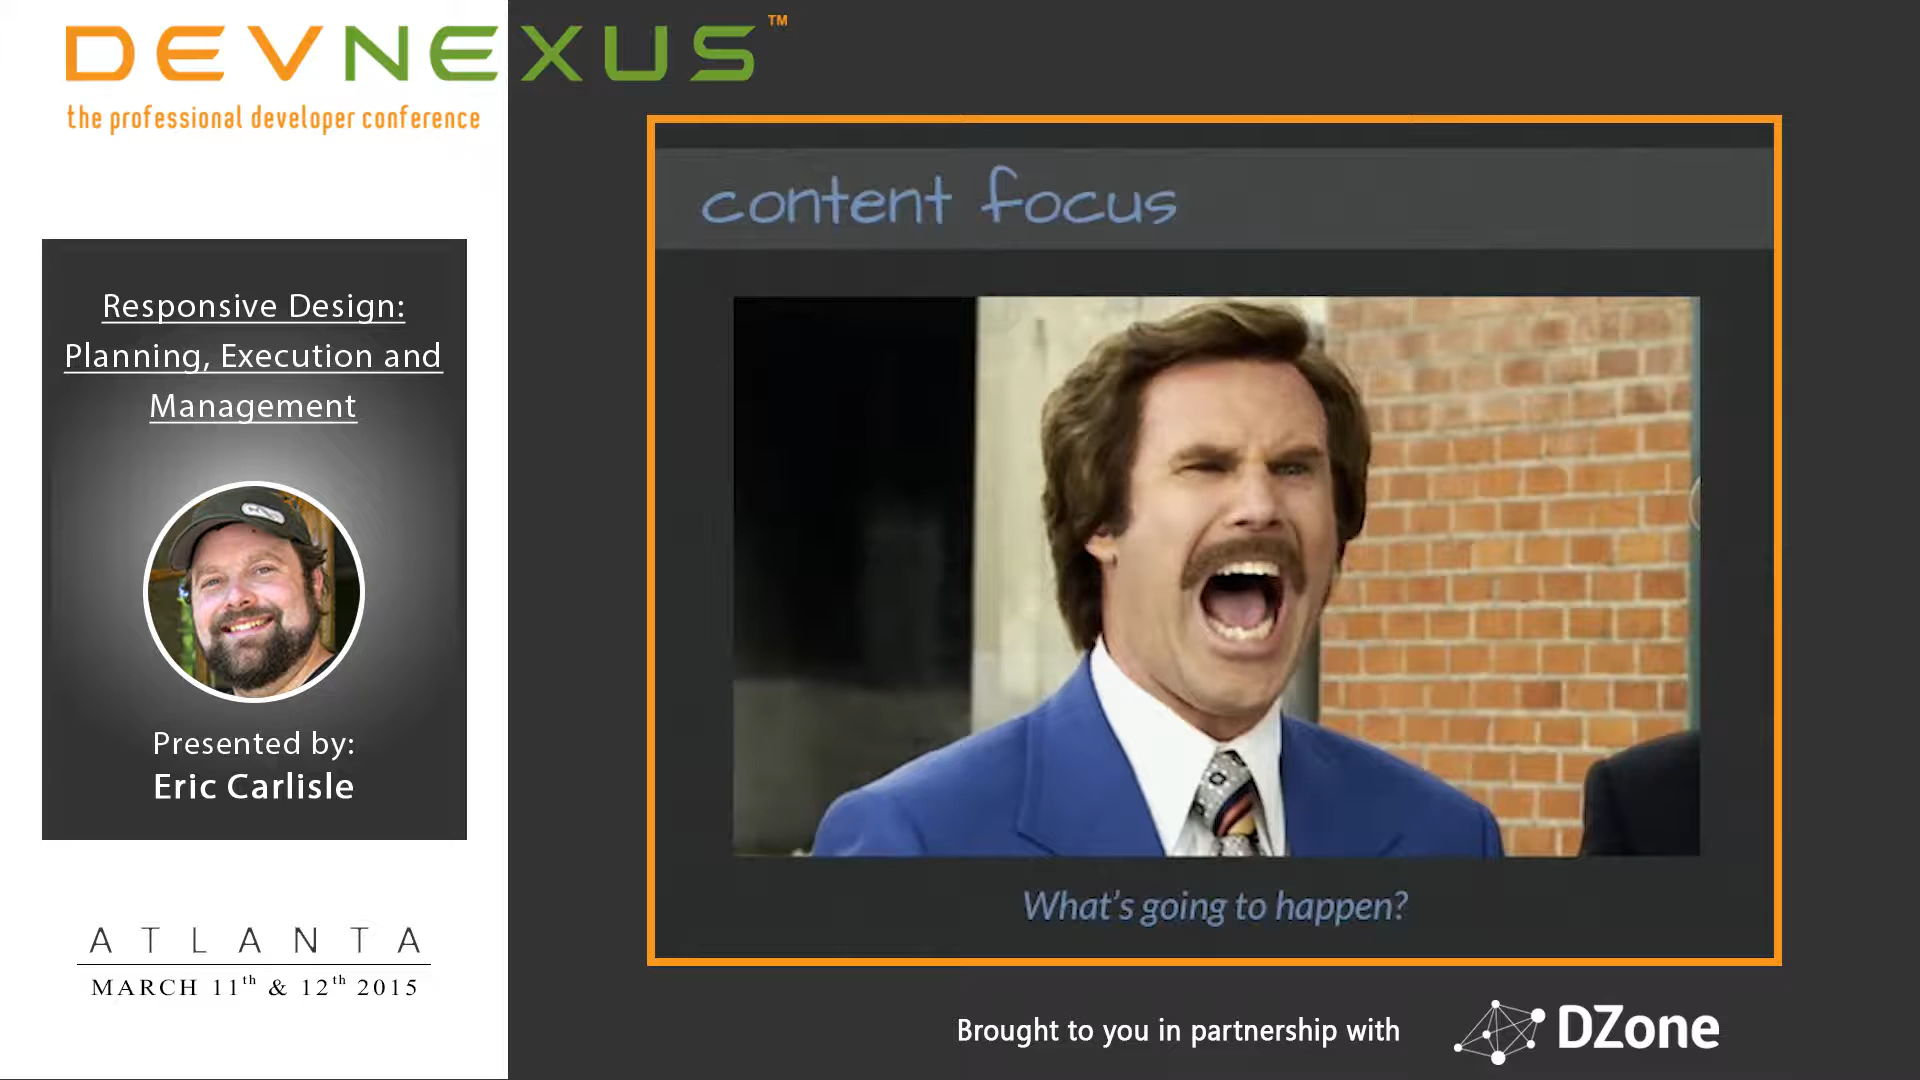 DEVNEXUS™
the professional developer conference
Responsive Design:
Planning, Execution and
Management
Presented by:
Eric Carlisle
ATLANTA
MARCH 11th & 12th 2015
content focus
What's going to happen?
Brought to you in partnership with
DZone